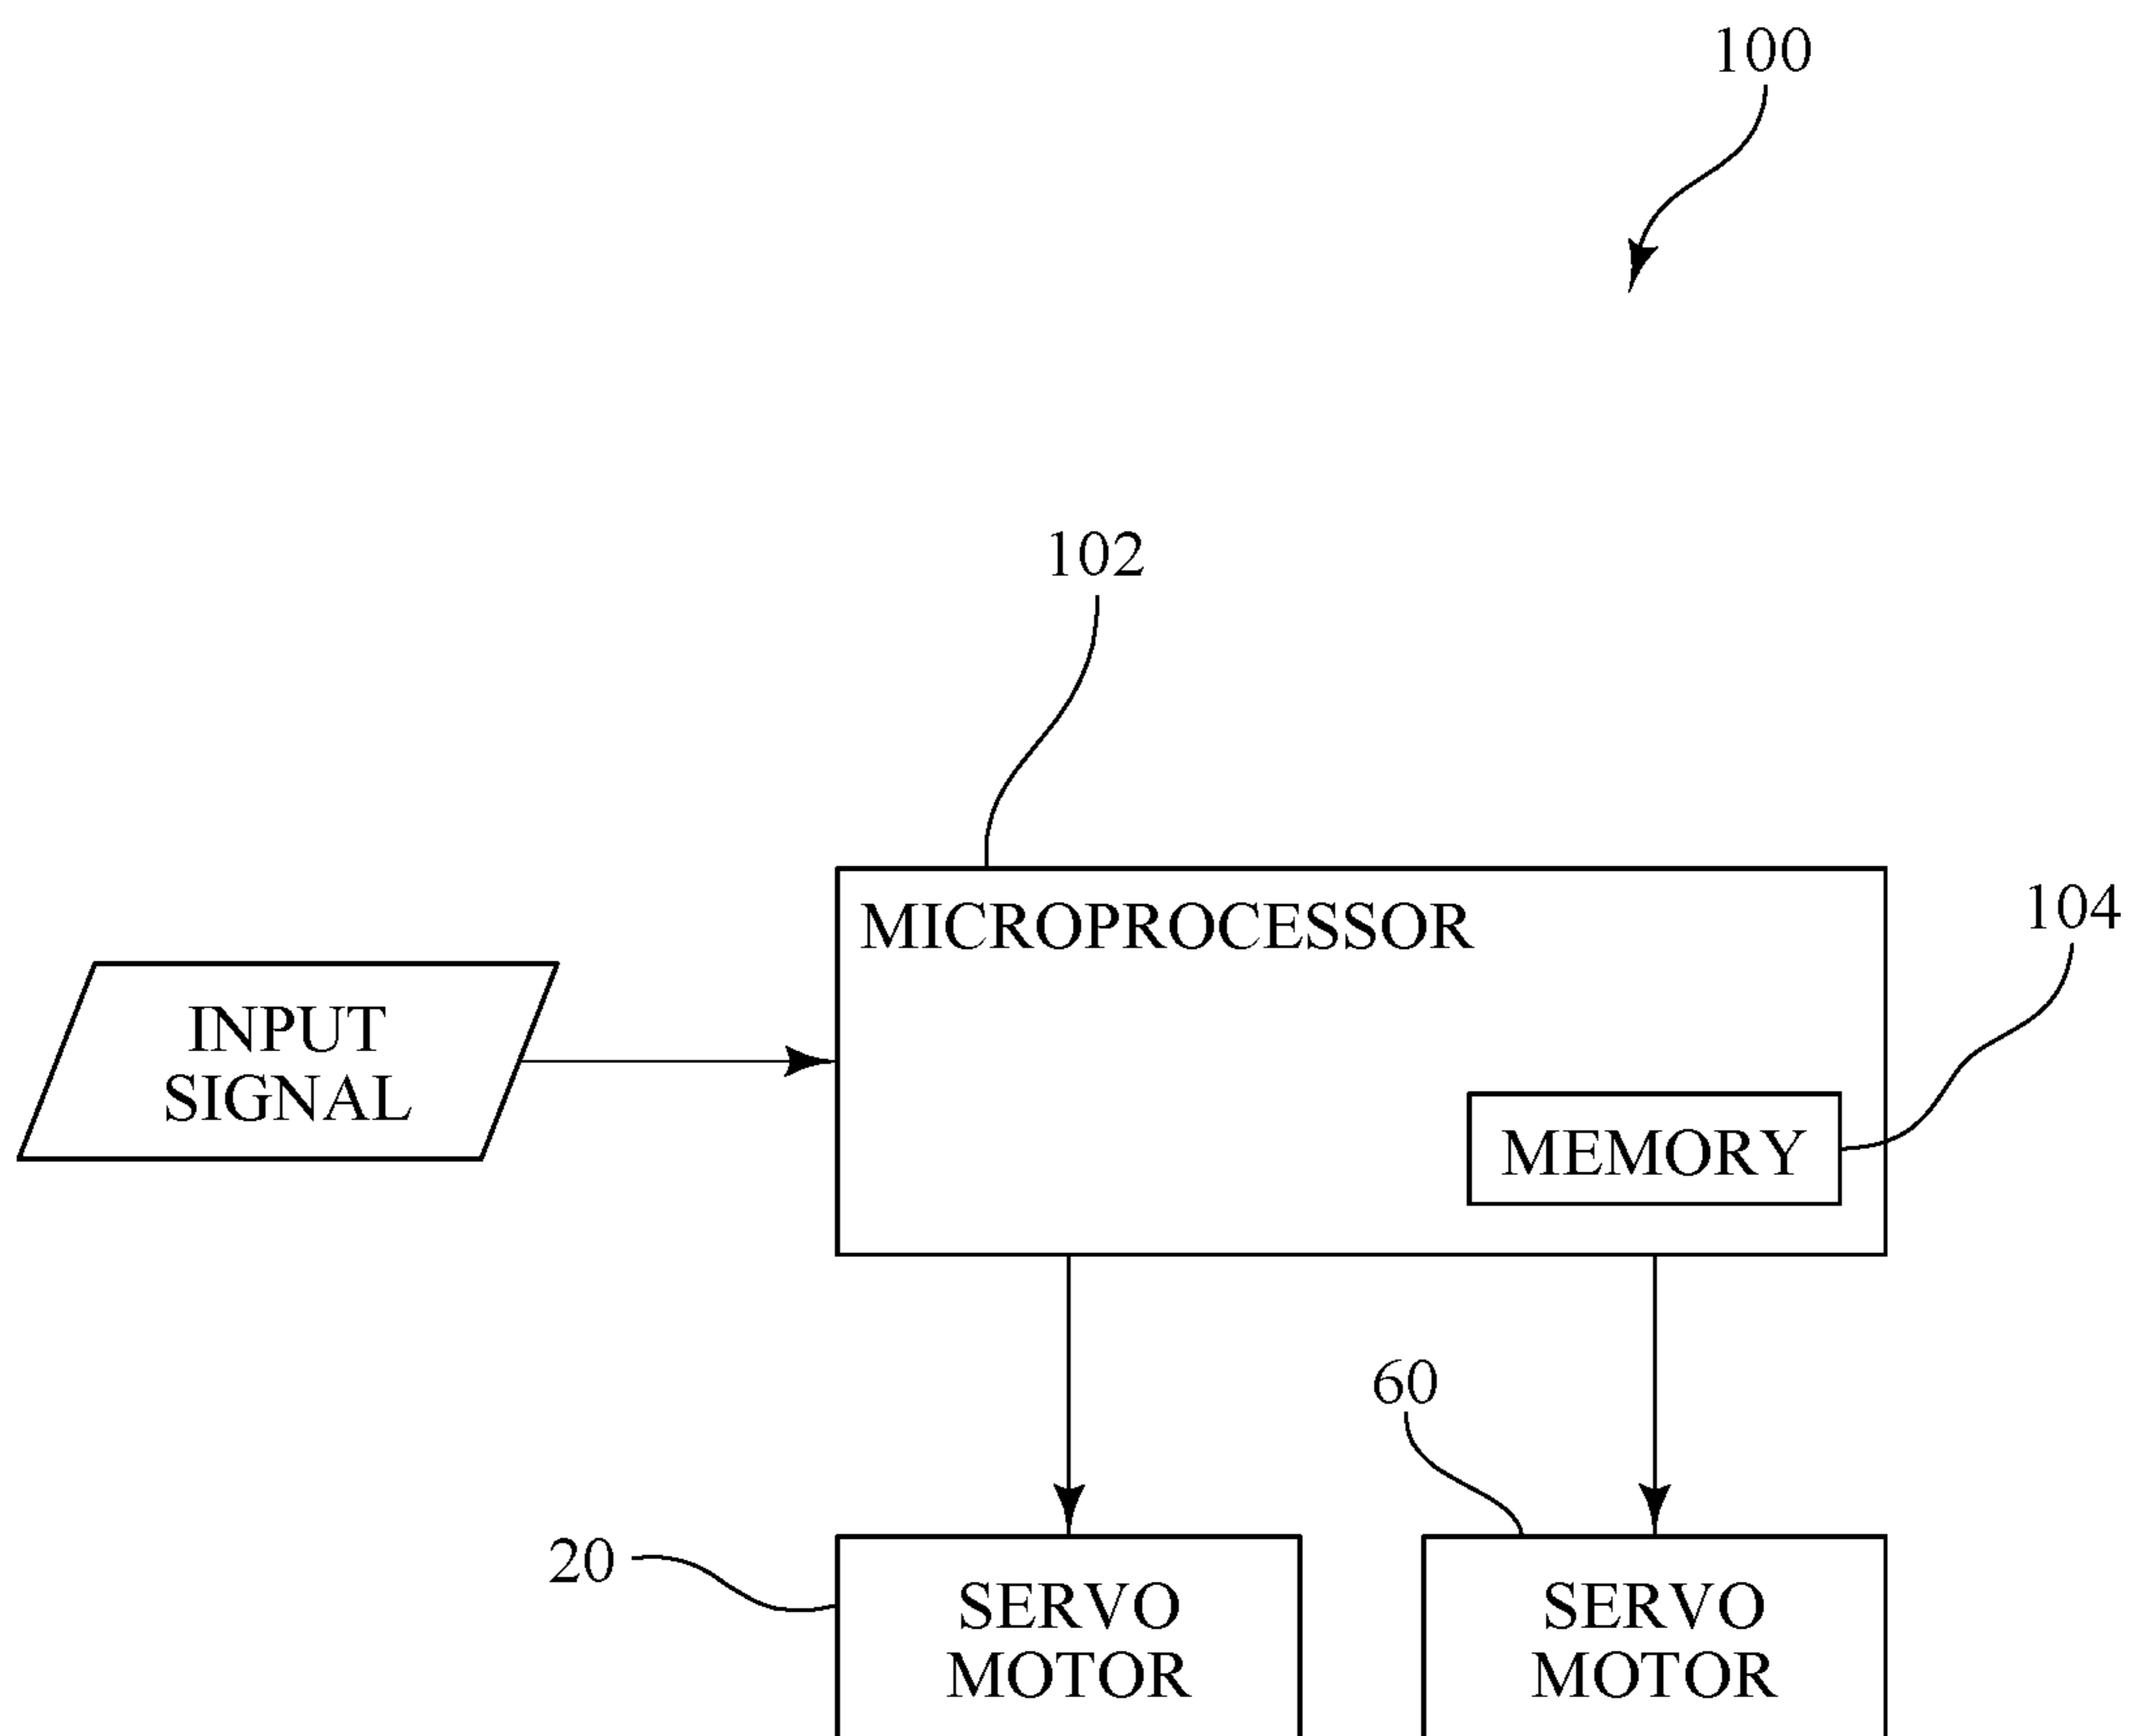 100
102
MICROPROCESSOR
104
INPUT
SIGNAL
MEMORY
60
20
SERVO
MOTOR
SERVO
MOTOR